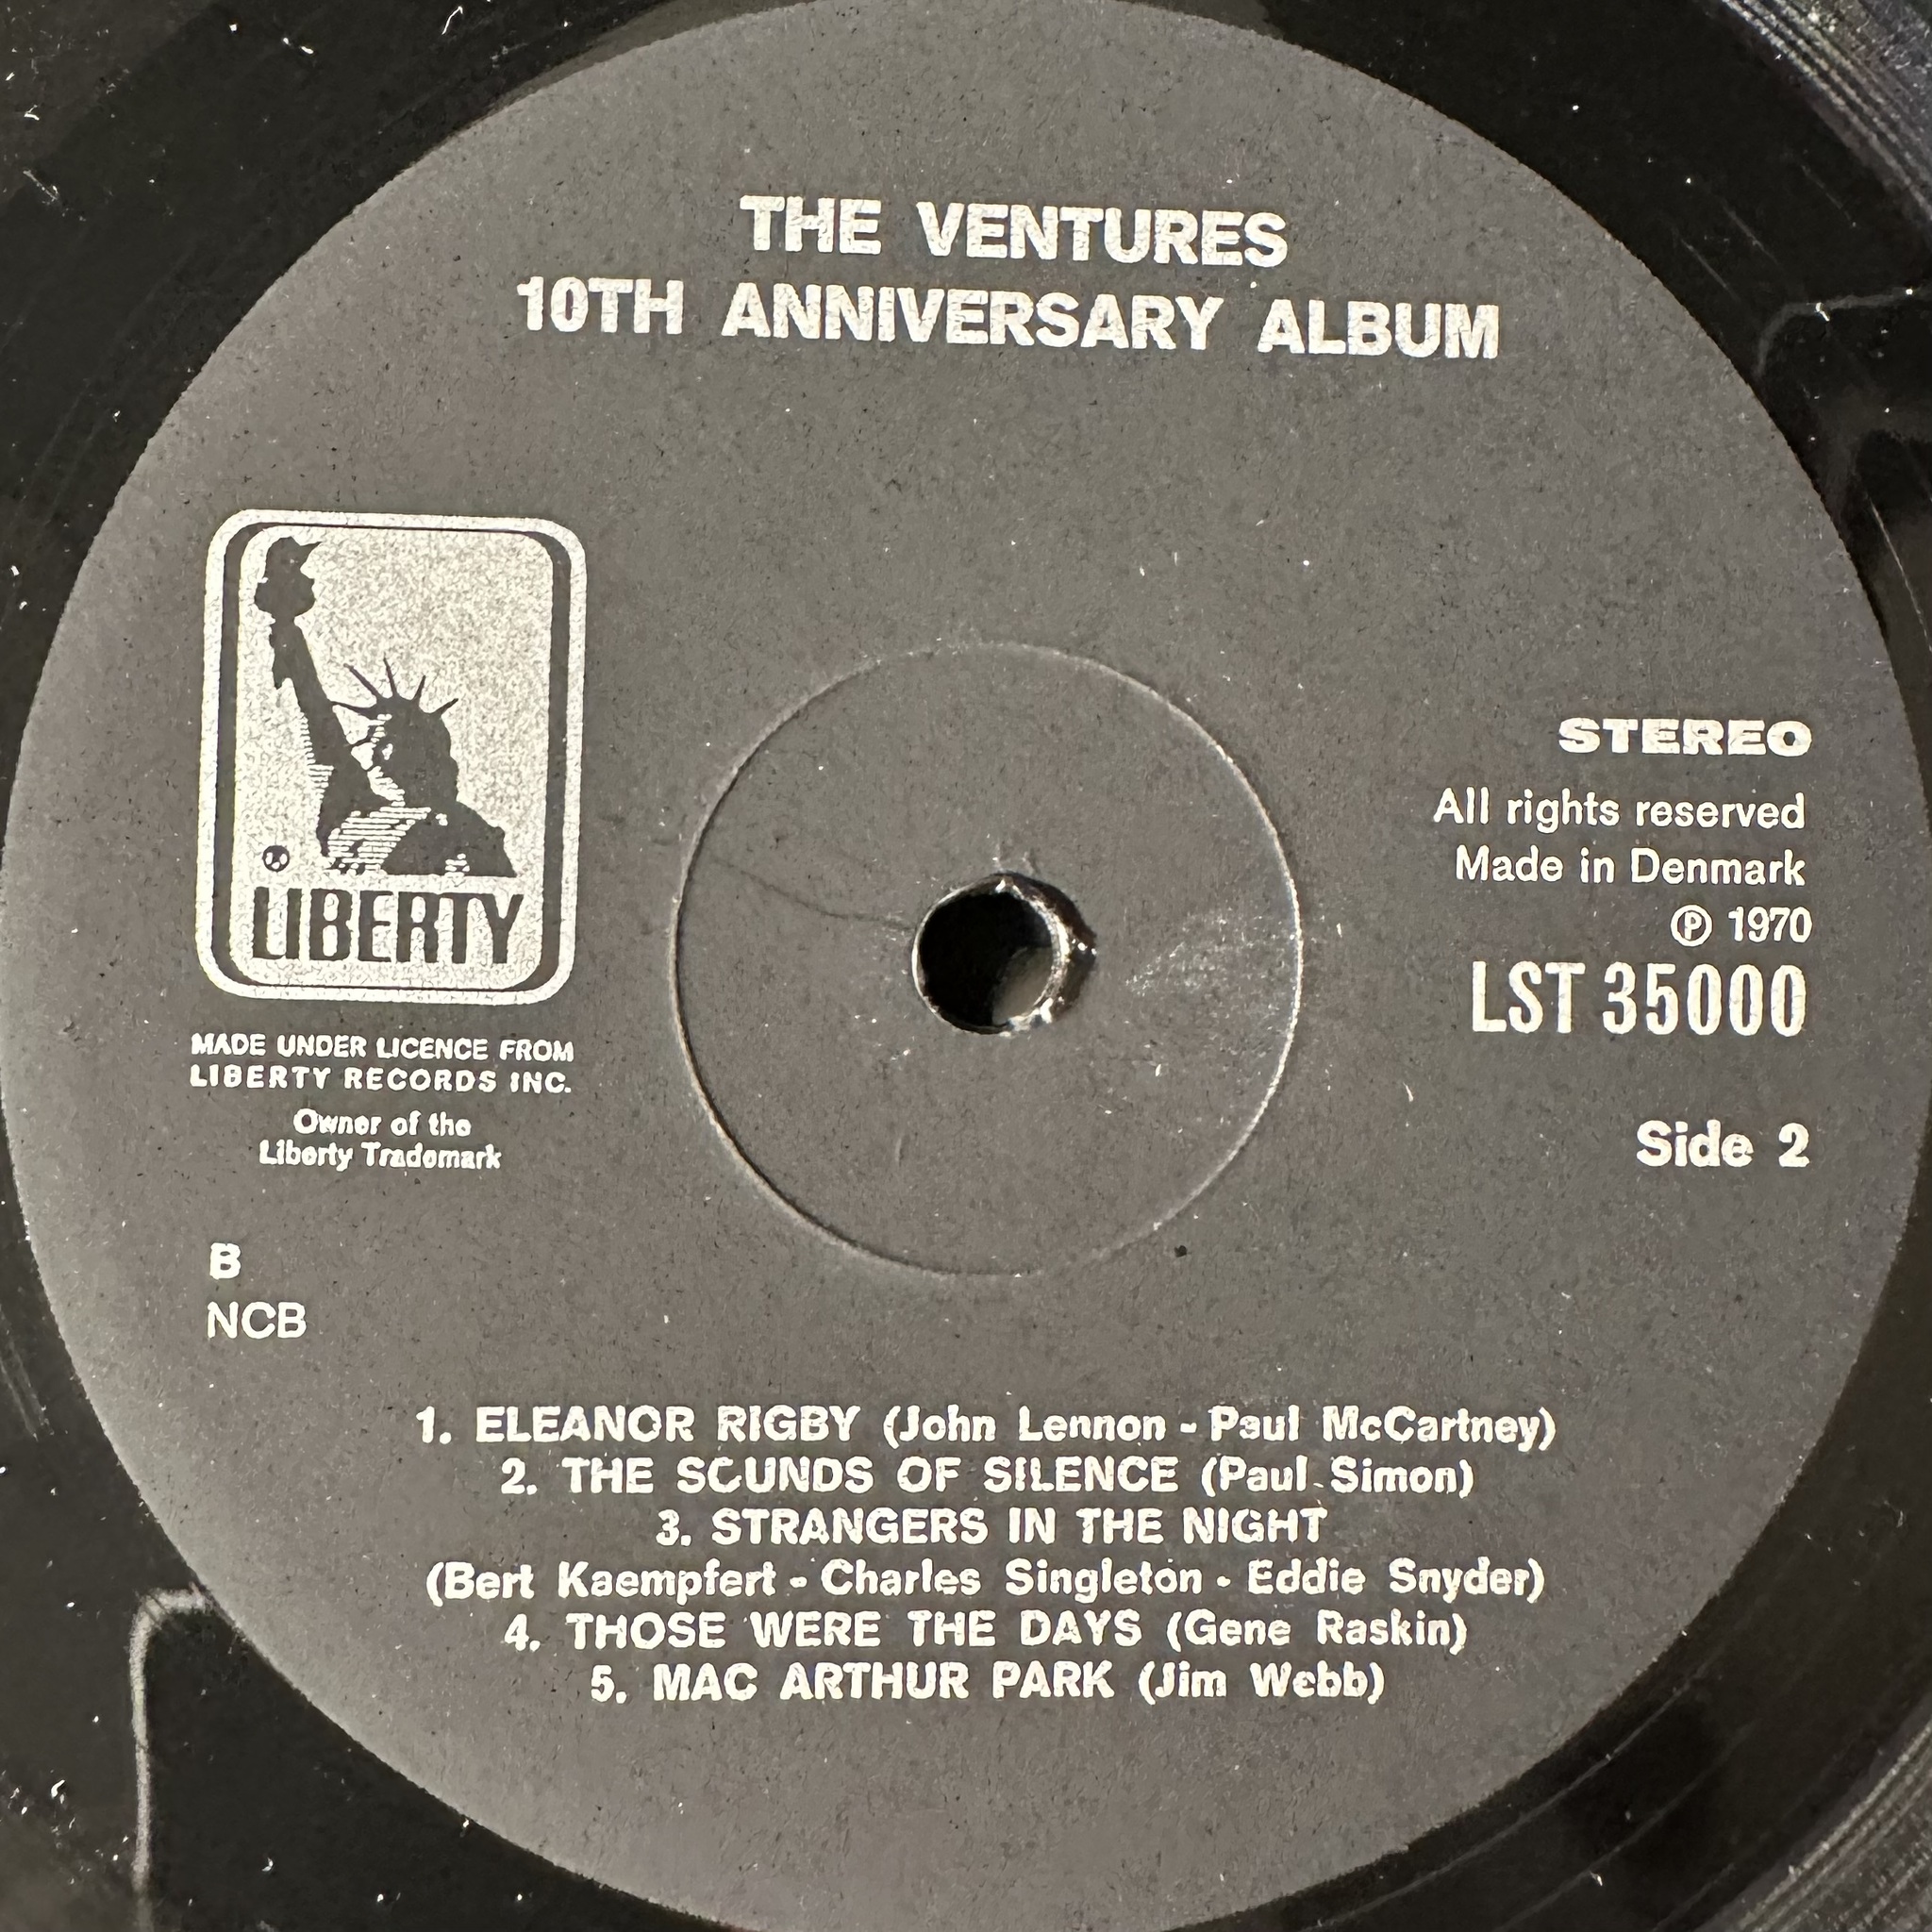 THE VENTURES
10TH ANNIVERSARY ALBUM
LIBERTY
MADE UNDER LICENCE FROM
LIBERTY RECORDS INC.
Owner of the
Liberty Trademark
B
NCB
STEREO
All rights reserved
Made in Denmark
℗ 1970
LST 35000
Side 2
1. ELEANOR RIGBY (John Lennon - Paul McCartney)
2. THE SOUNDS OF SILENCE (Paul Simon)
3. STRANGERS IN THE NIGHT
(Bert Kaempfert - Charles Singleton - Eddie Snyder)
4. THOSE WERE THE DAYS (Gene Raskin)
5. MAC ARTHUR PARK (Jim Webb)